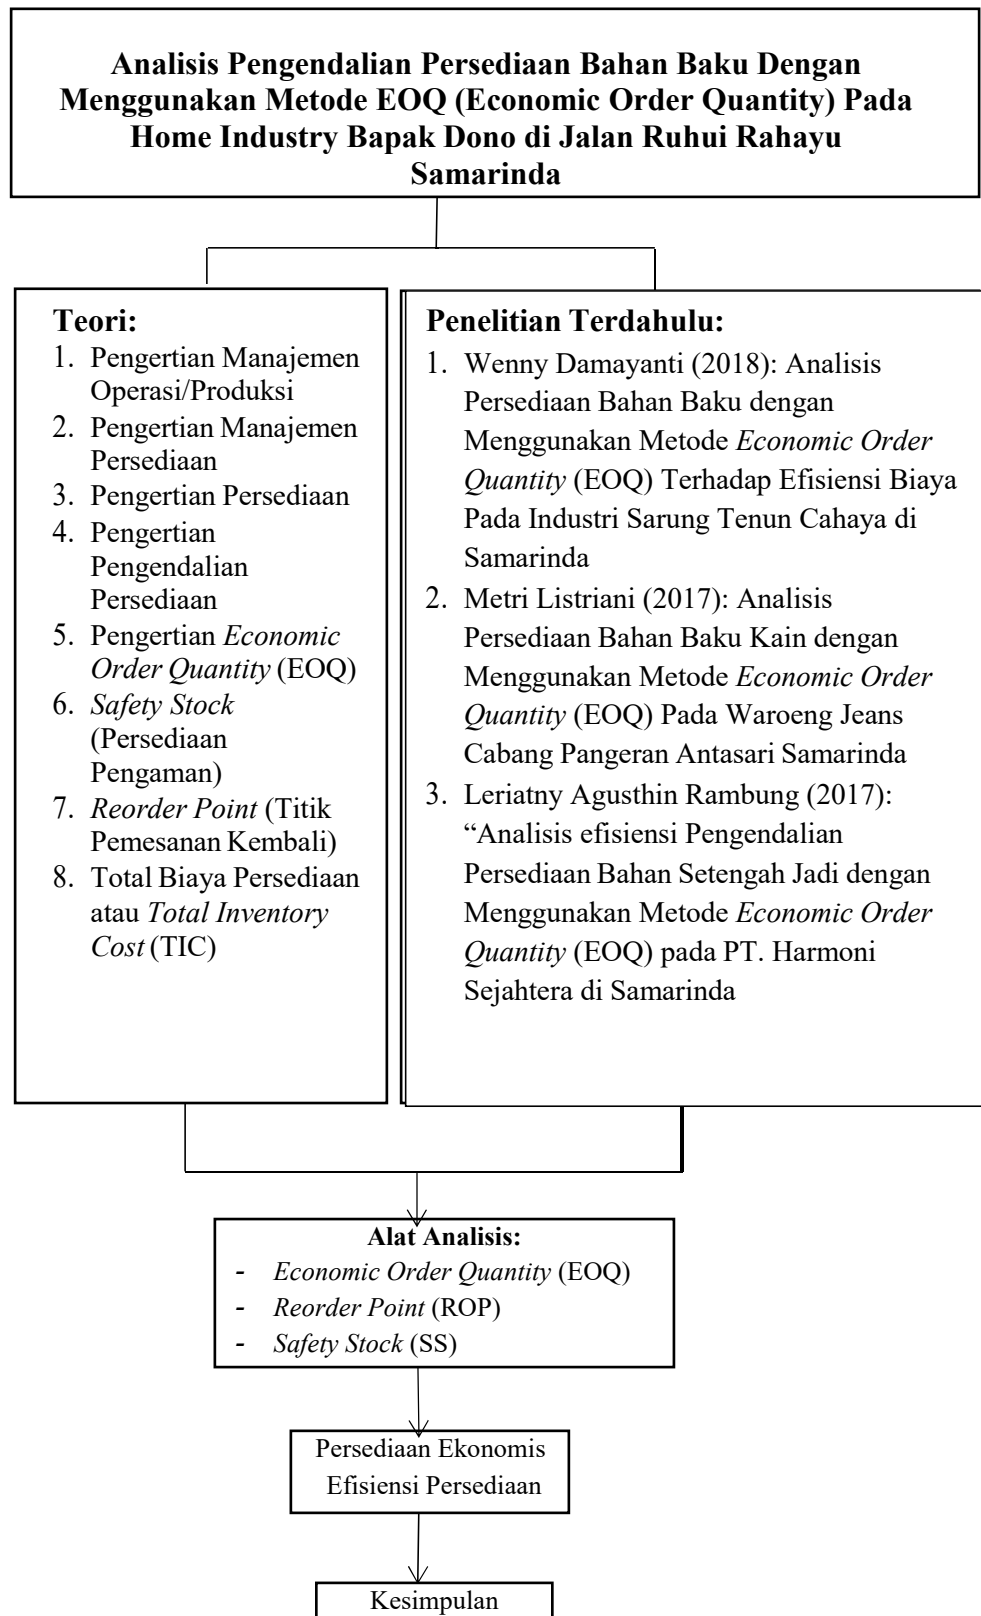 Analisis Pengendalian Persediaan Bahan Baku Dengan
Menggunakan Metode EOQ (Economic Order Quantity) Pada
Home Industry Bapak Dono di Jalan Ruhui Rahayu
Samarinda
Teori:
1. Pengertian Manajemen
Operasi/Produksi
2. Pengertian Manajemen
Persediaan
3. Pengertian Persediaan
4. Pengertian
Pengendalian
Persediaan
5. Pengertian Economic
Order Quantity (EOQ)
6. Safety Stock
(Persediaan
Pengaman)
7. Reorder Point (Titik
Pemesanan Kembali)
8. Total Biaya Persediaan
atau Total Inventory
Cost (TIC)
Penelitian Terdahulu:
1. Wenny Damayanti (2018): Analisis
Persediaan Bahan Baku dengan
Menggunakan Metode Economic Order
Quantity (EOQ) Terhadap Efisiensi Biaya
Pada Industri Sarung Tenun Cahaya di
Samarinda
2. Metri Listriani (2017): Analisis
Persediaan Bahan Baku Kain dengan
Menggunakan Metode Economic Order
Quantity (EOQ) Pada Waroeng Jeans
Cabang Pangeran Antasari Samarinda
3. Leriatny Agusthin Rambung (2017):
“Analisis efisiensi Pengendalian
Persediaan Bahan Setengah Jadi dengan
Menggunakan Metode Economic Order
Quantity (EOQ) pada PT. Harmoni
Sejahtera di Samarinda
Alat Analisis:
- Economic Order Quantity (EOQ)
- Reorder Point (ROP)
- Safety Stock (SS)
Persediaan Ekonomis
Efisiensi Persediaan
Kesimpulan